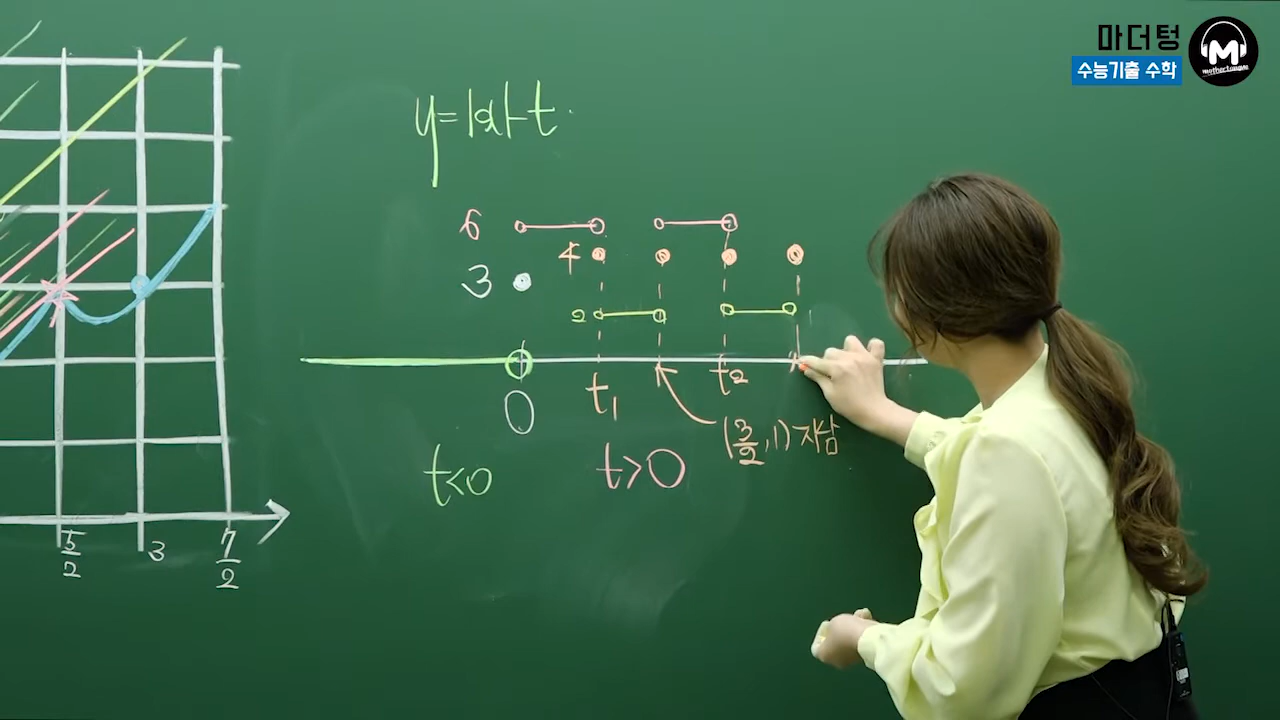 마더텅
수능기출 수학
M
mothertongue
y=|x|-t
6
4
3
2
0
t₁
t₂
(3/2, 1) 지남
t<0
t>0
5/2
3
7/2